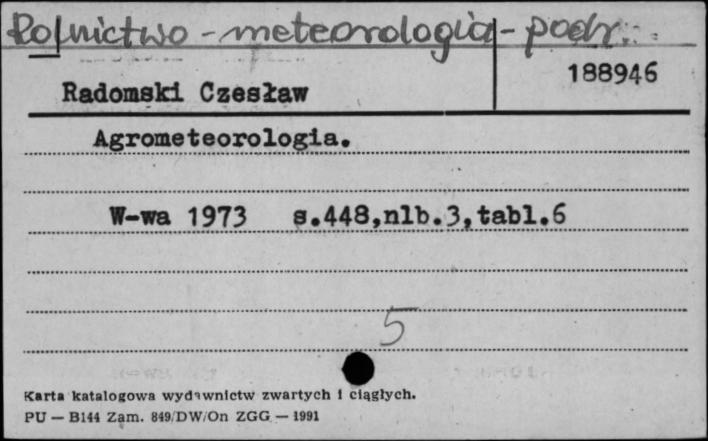 Rolnictwo - meteorologia - podr.
188946
Radomski Czesław
Agrometeorologia.
W-wa 1973 s.448,nlb.3,tabl.6
5
Karta katalogowa wydawnictw zwartych i ciągłych.
PU — B144 Zam. 849/DW/On ZGG — 1991